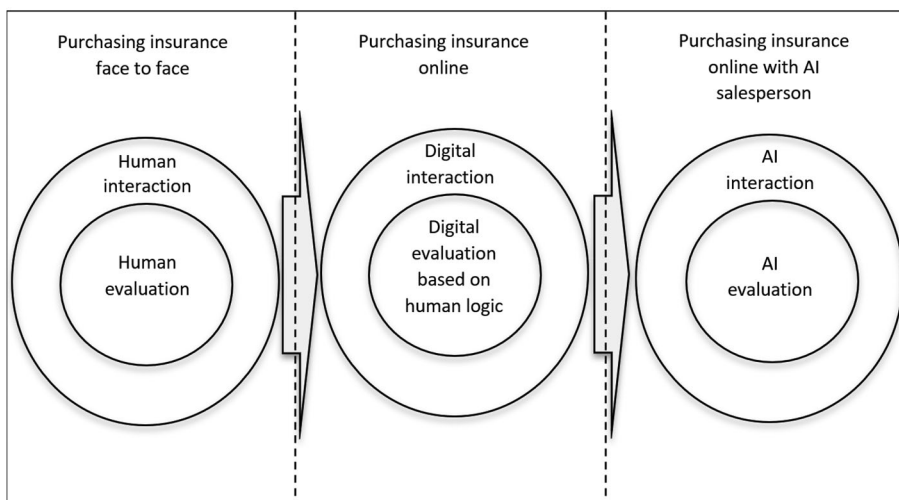 Purchasing insurance
face to face
Human
interaction
Human
evaluation
Purchasing insurance
online
Digital
interaction
Digital
evaluation
based on
human logic
Purchasing insurance
online with AI
salesperson
AI
interaction
AI
evaluation